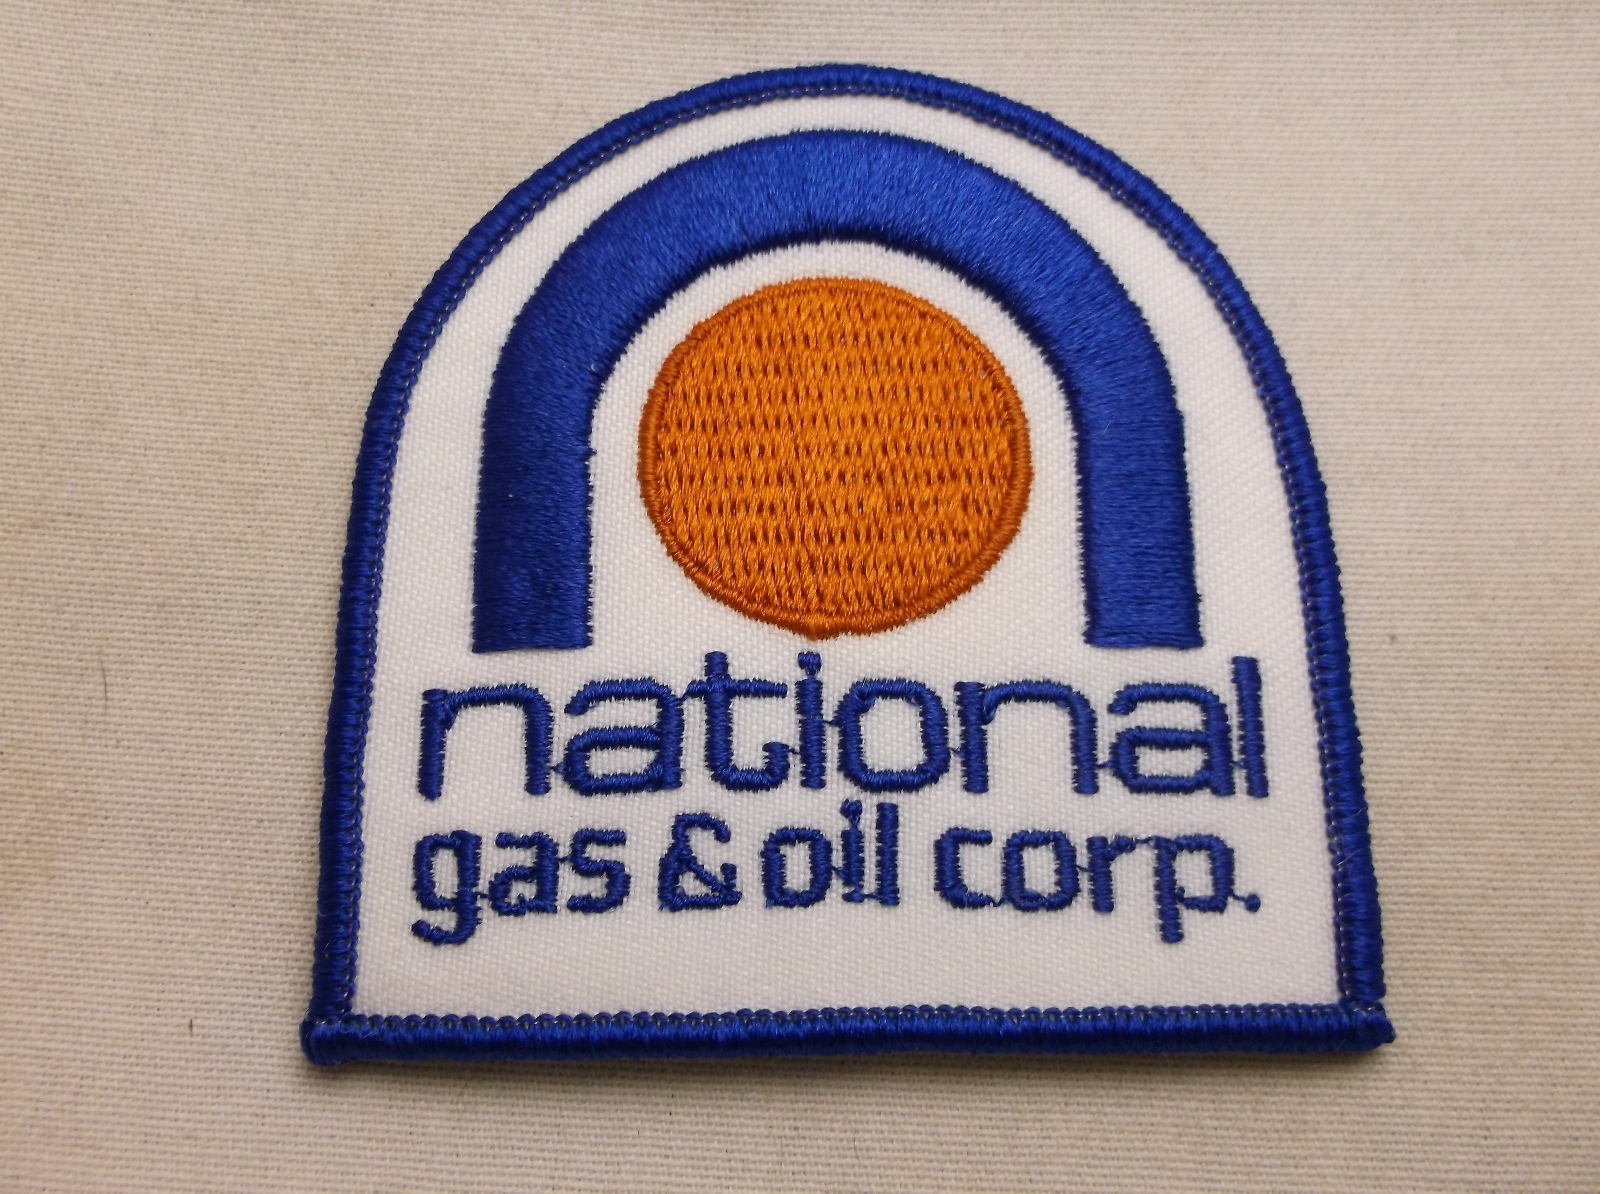 national
gas & oil corp.